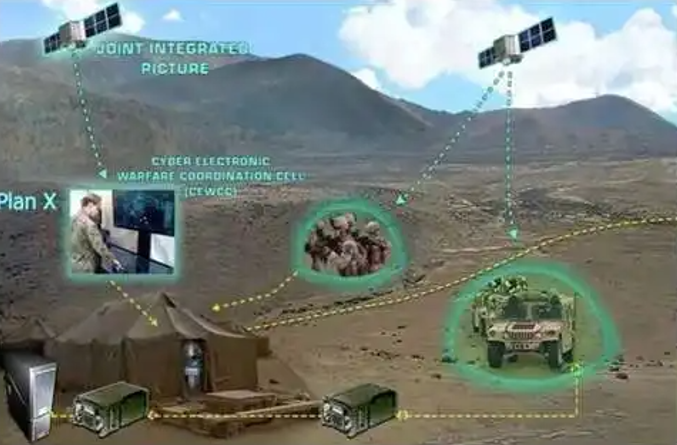 JOINT INTEGRATED
PICTURE
CYBER ELECTRONIC
WARFARE COORDINATION CELL
(CEWCC)
Plan X